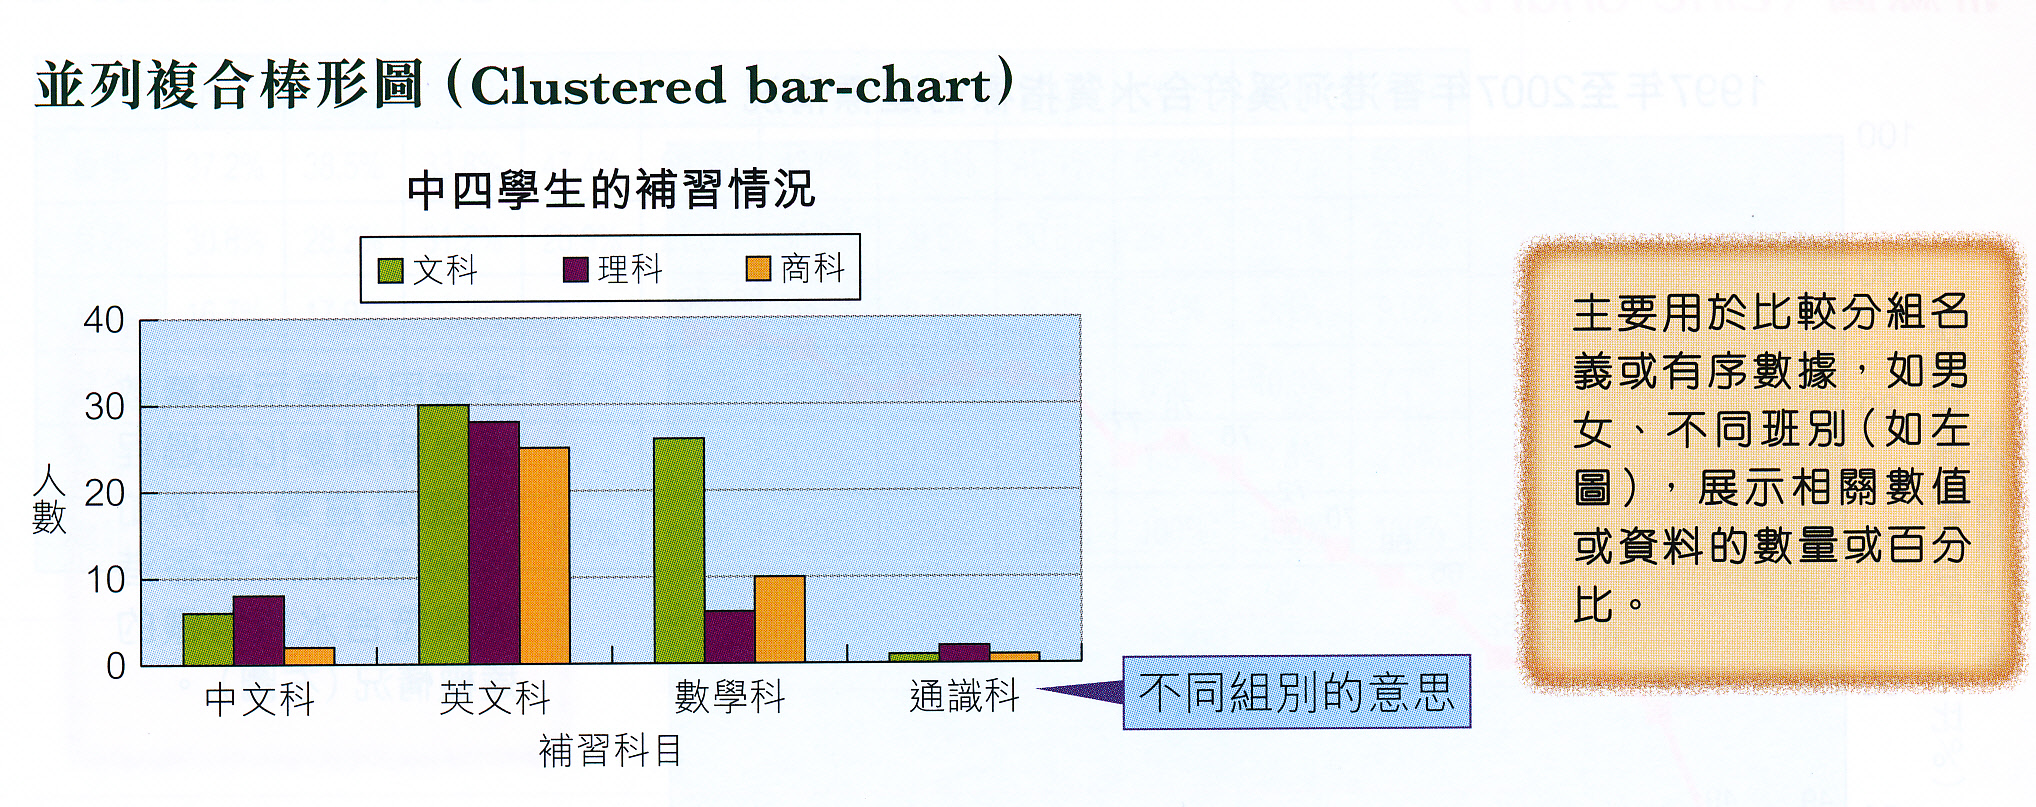 並列複合棒形圖（Clustered bar-chart）
中四學生的補習情況
文科 理科 商科
40
30
20
10
0
人數
中文科 英文科 數學科 通識科
補習科目
不同組別的意思
主要用於比較分組名
義或有序數據，如男
女、不同班別（如左
圖），展示相關數值
或資料的數量或百分
比。